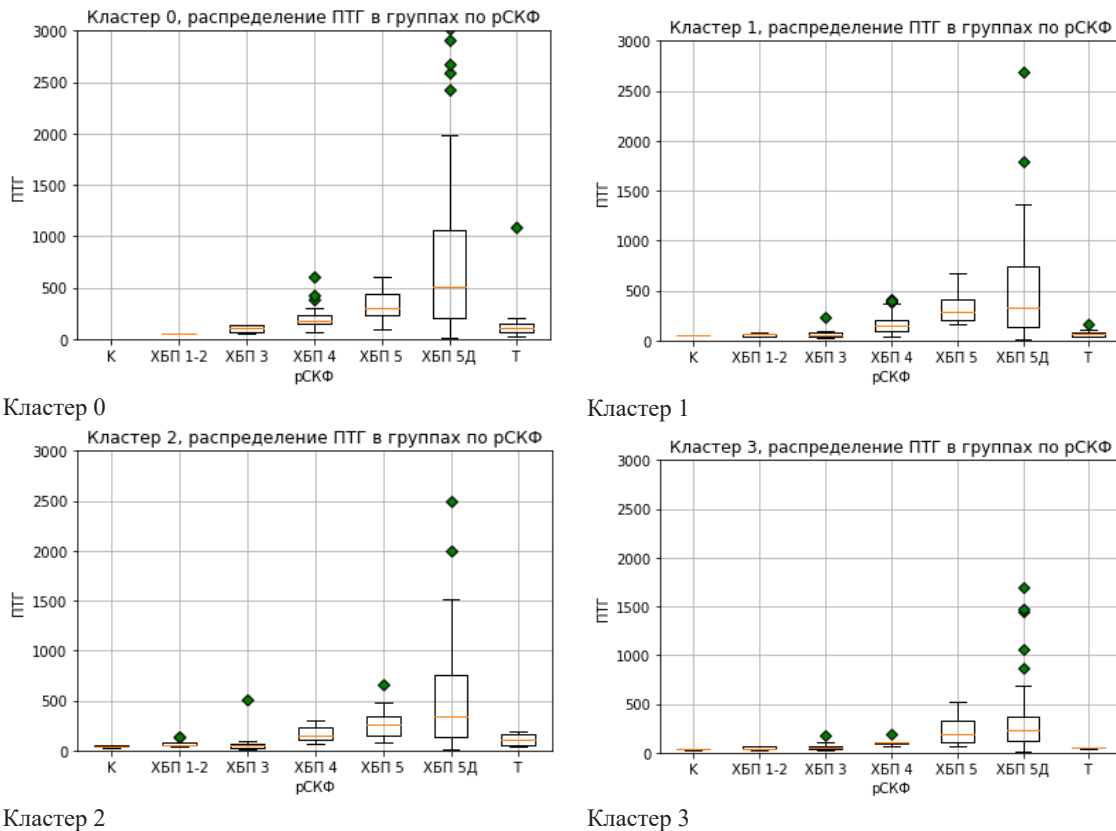 Кластер 0, распределение ПТГ в группах по рСКФ
3000
2500
2000
1500
1000
500
0
ПТГ
К ХБП 1-2 ХБП 3 ХБП 4 ХБП 5 ХБП 5Д Т
рСКФ
Кластер 0
Кластер 1, распределение ПТГ в группах по рСКФ
3000
2500
2000
1500
1000
500
0
ПТГ
К ХБП 1-2 ХБП 3 ХБП 4 ХБП 5 ХБП 5Д Т
рСКФ
Кластер 1
Кластер 2, распределение ПТГ в группах по рСКФ
3000
2500
2000
1500
1000
500
0
ПТГ
К ХБП 1-2 ХБП 3 ХБП 4 ХБП 5 ХБП 5Д Т
рСКФ
Кластер 2
Кластер 3, распределение ПТГ в группах по рСКФ
3000
2500
2000
1500
1000
500
0
ПТГ
К ХБП 1-2 ХБП 3 ХБП 4 ХБП 5 ХБП 5Д Т
рСКФ
Кластер 3